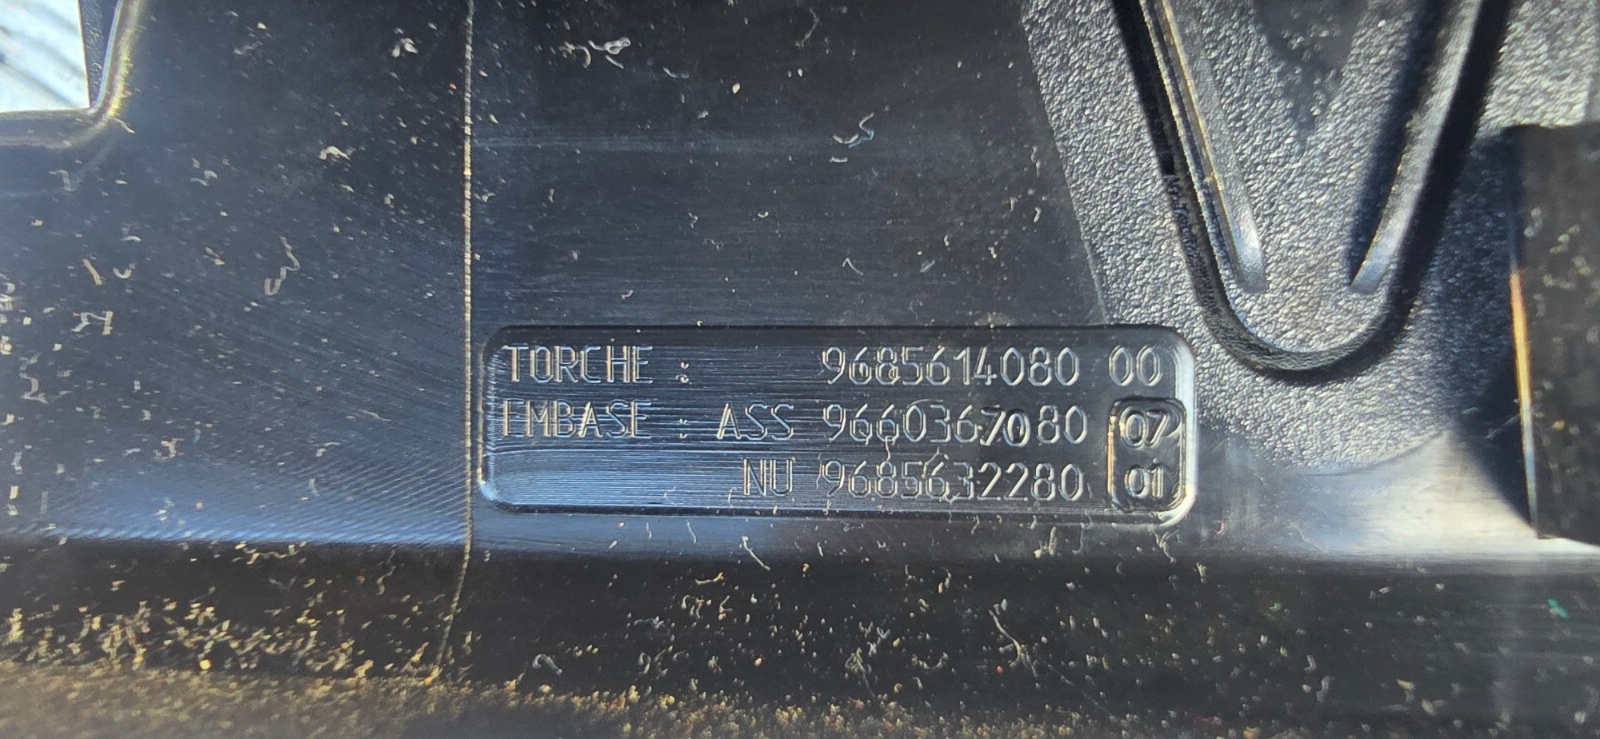 TORCHE : 9685614080 00
EMBASE : ASS 9660367080 07
NU 9685632280 01